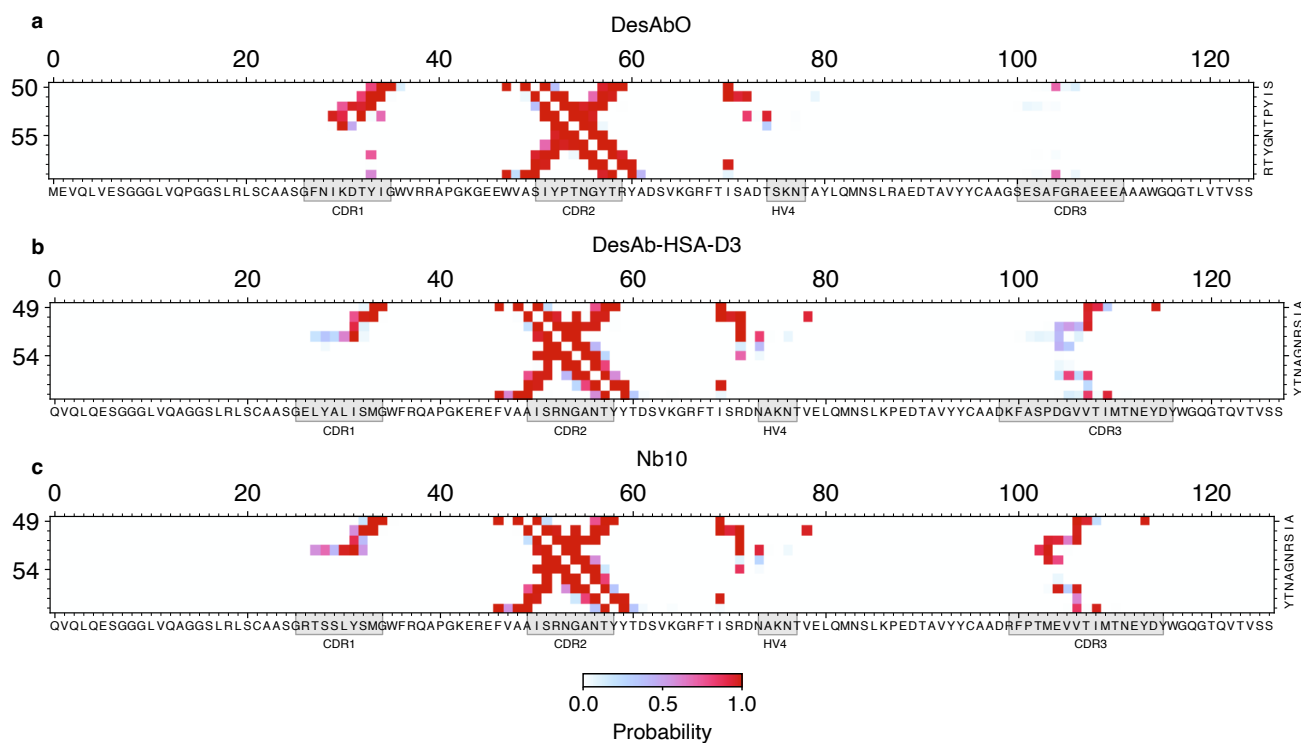 a
DesAbO
0 20 40 60 80 100 120
50
55
RTYGNTPYIS
MEVQLVESGGGLVQPGGSLRLSCAASGFNIKDTYIGWVRRAPGKGEEWVASIYPTNGYTRYADSVKGRFTISADTSKNTAYLQMNSLRAEDTAVYYCAAGSESAFGRAEEEAAAWGQGTLVTVSS
CDR1 CDR2 HV4 CDR3
b
DesAb-HSA-D3
0 20 40 60 80 100 120
49
54
YTNAGNRSIA
QVQLQESGGGLVQAGGSLRLSCAASGELYALISMGWFRQAPGKEREFVAAISRNGANTYYTDSVKGRFTISRDNAKNTVELQMNSLKPEDTAVYYCAADKFASPDGVVTIMTNEYDYWGQGTQVTVSS
CDR1 CDR2 HV4 CDR3
c
Nb10
0 20 40 60 80 100 120
49
54
YTNAGNRSIA
QVQLQESGGGLVQAGGSLRLSCAASGRTSSLYSMGWFRQAPGKEREFVAAISRNGANTYYTDSVKGRFTISRDNAKNTVELQMNSLKPEDTAVYYCAADRFPTMEVVTIMTNEYDYWGQGTQVTVSS
CDR1 CDR2 HV4 CDR3
0.0 0.5 1.0
Probability